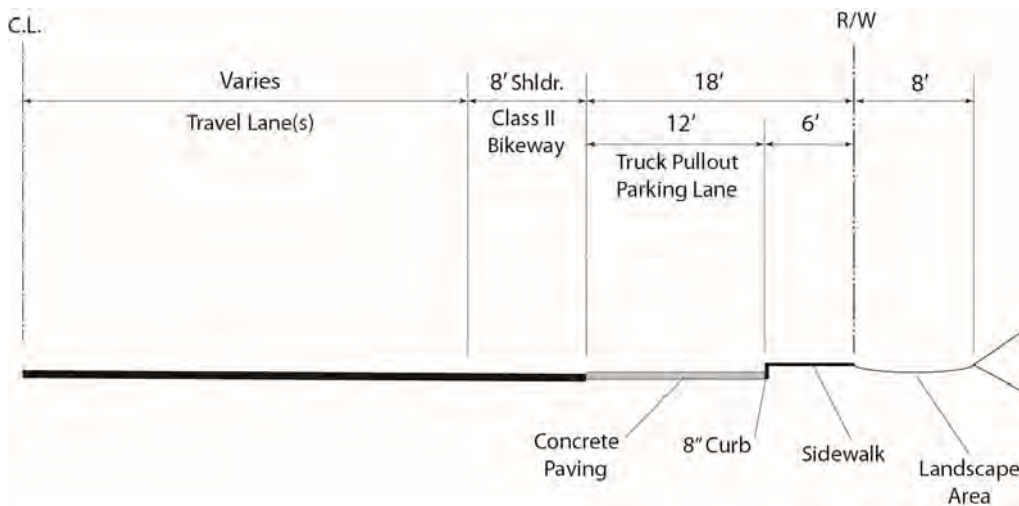 C.L.
R/W
Varies
8' Shldr.
18'
8'
Travel Lane(s)
Class II
Bikeway
12'
6'
Truck Pullout
Parking Lane
Concrete
Paving
8" Curb
Sidewalk
Landscape
Area